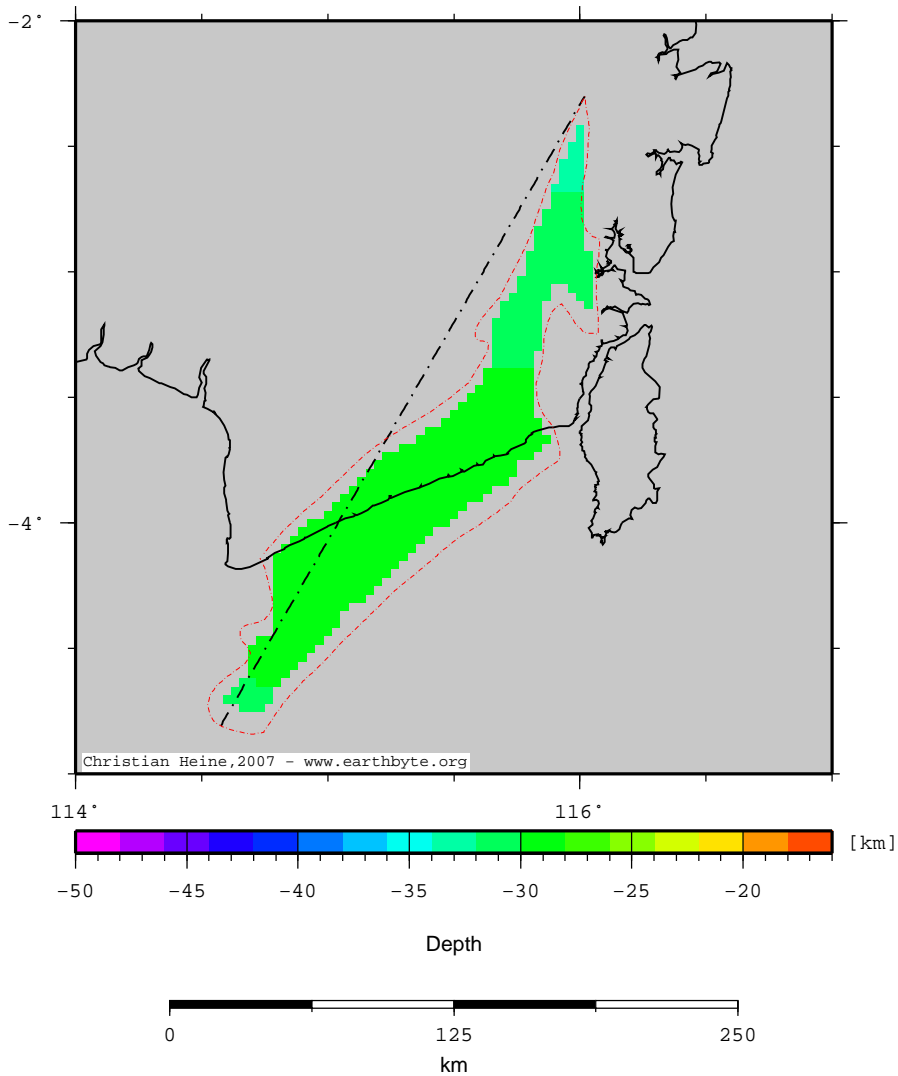 −2°
−4°
Christian Heine,2007 − www.earthbyte.org
114° 116°
[km]
−50 −45 −40 −35 −30 −25 −20
Depth
0 125 250
km